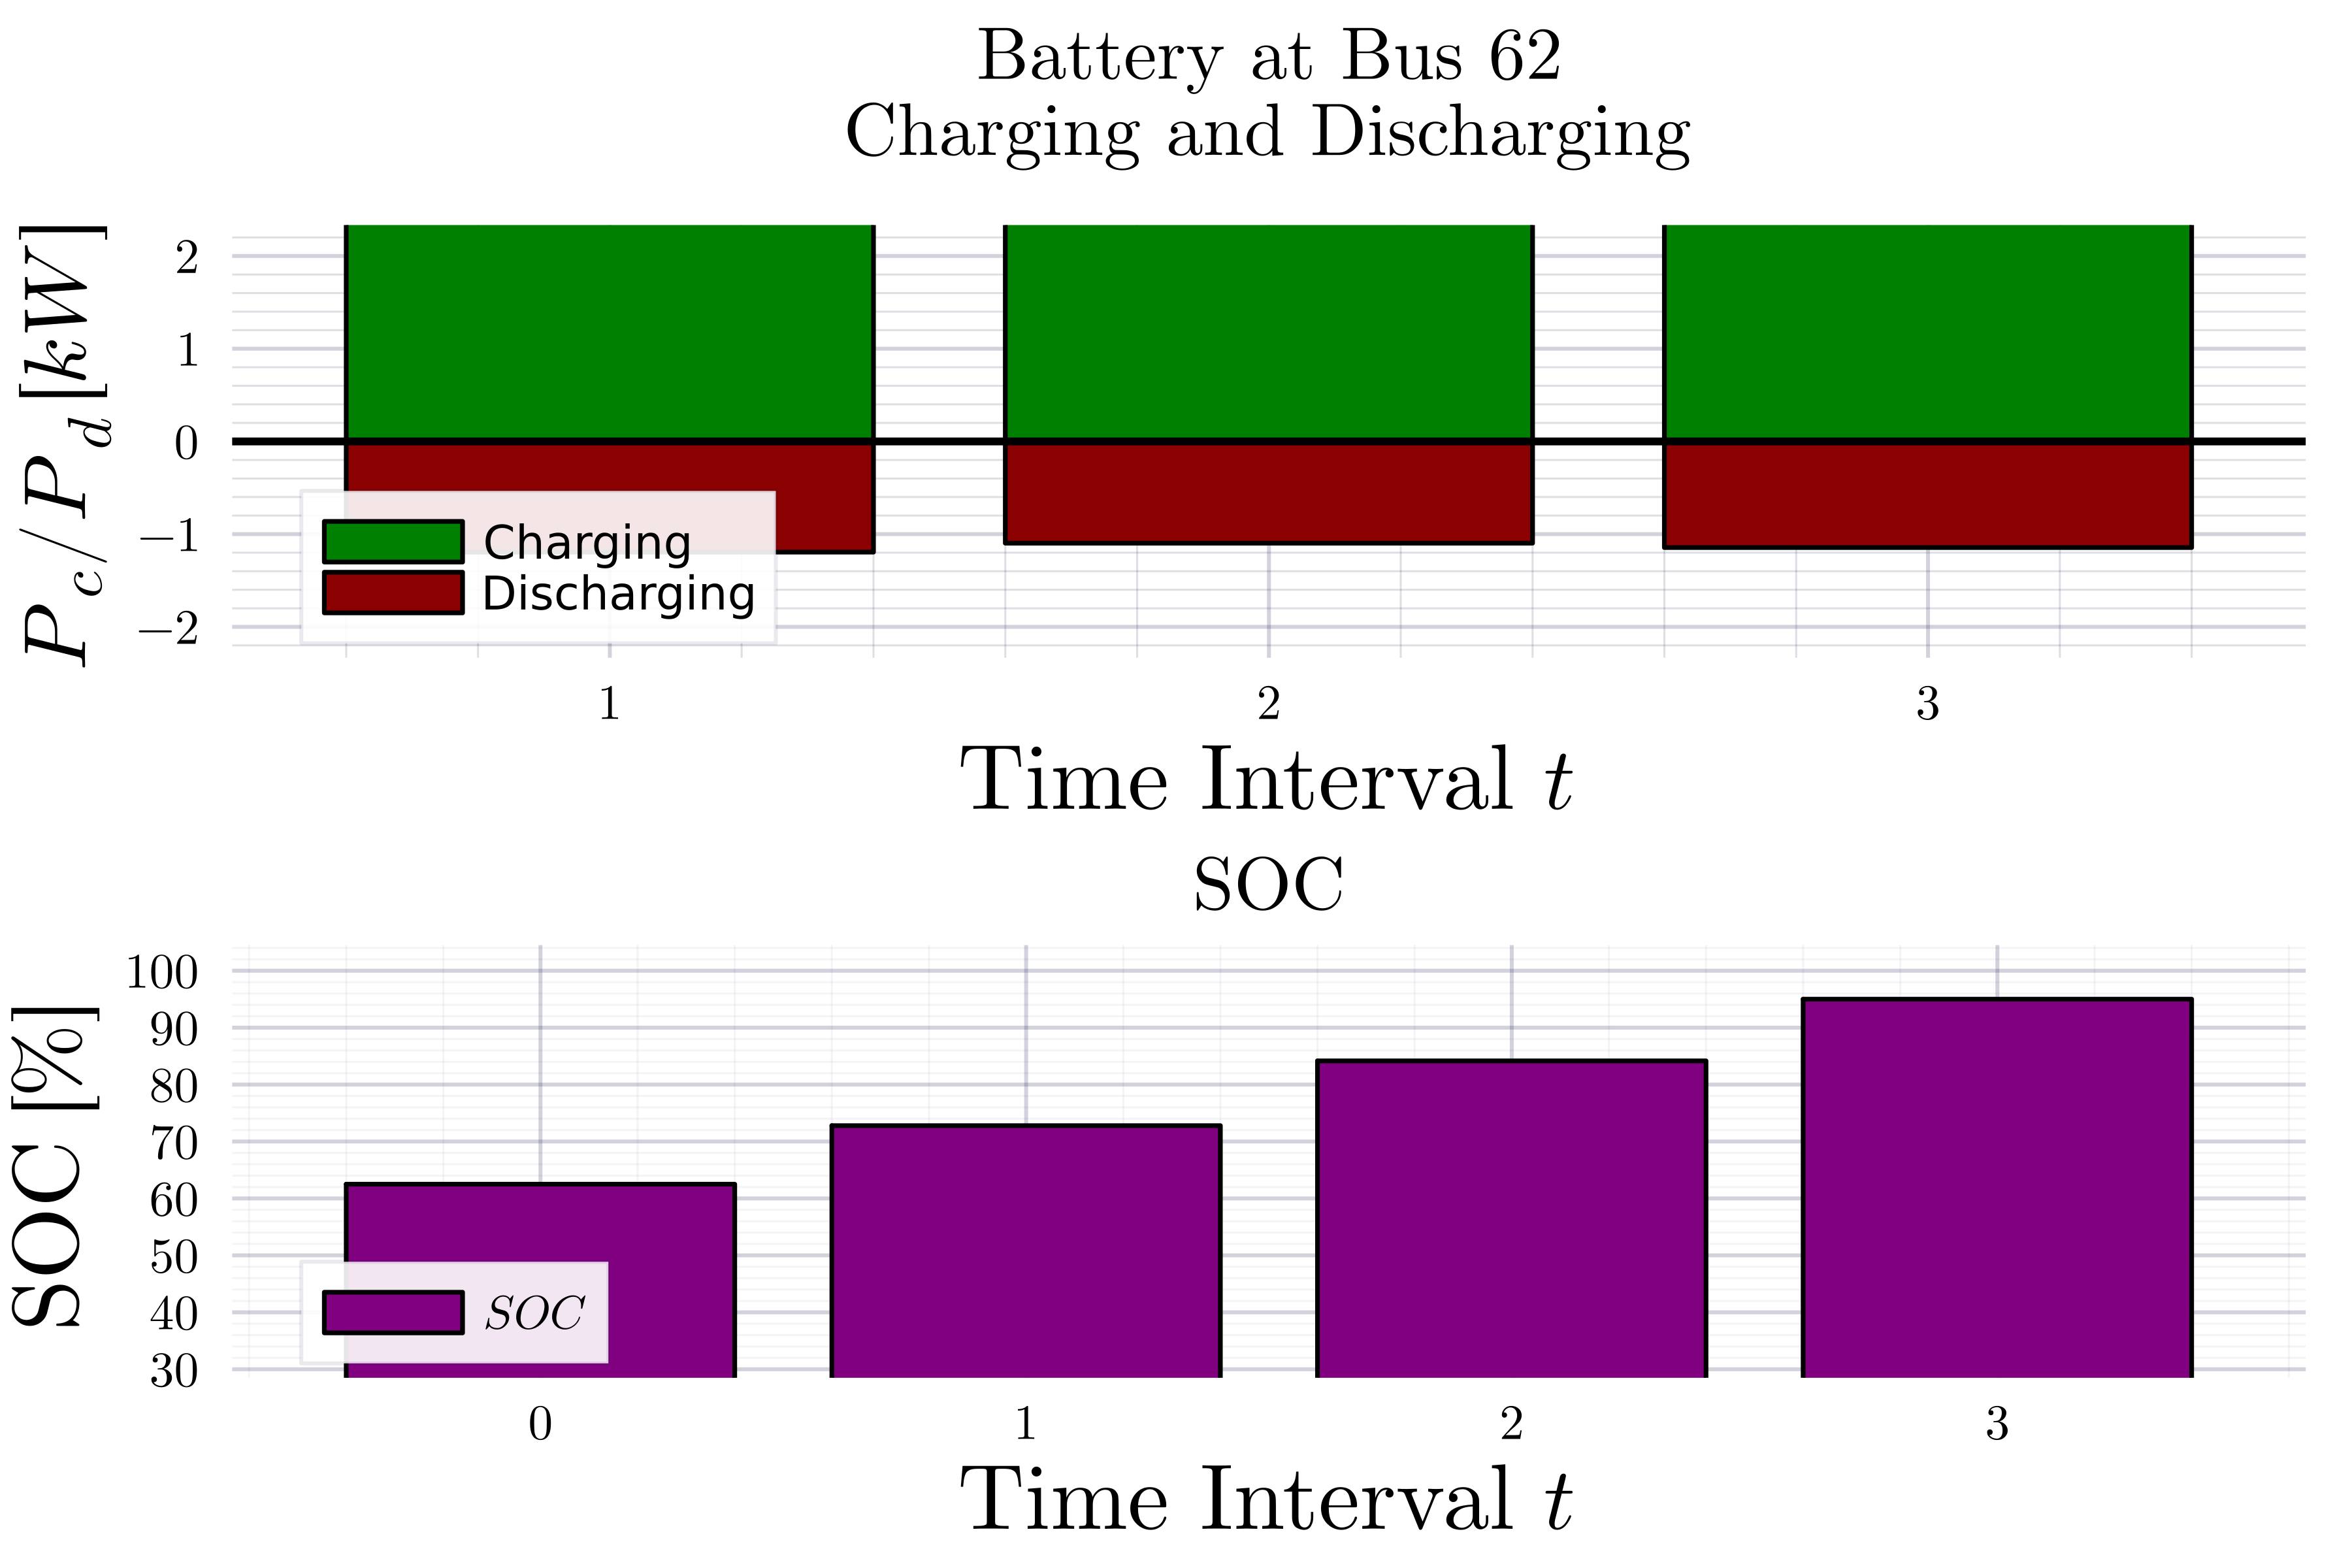 Battery at Bus 62
Charging and Discharging
P_c/P_d [kW]
2
1
0
−1
−2
Charging
Discharging
1 2 3
Time Interval t
SOC
SOC [%]
100
90
80
70
60
50
40
30
SOC
0 1 2 3
Time Interval t